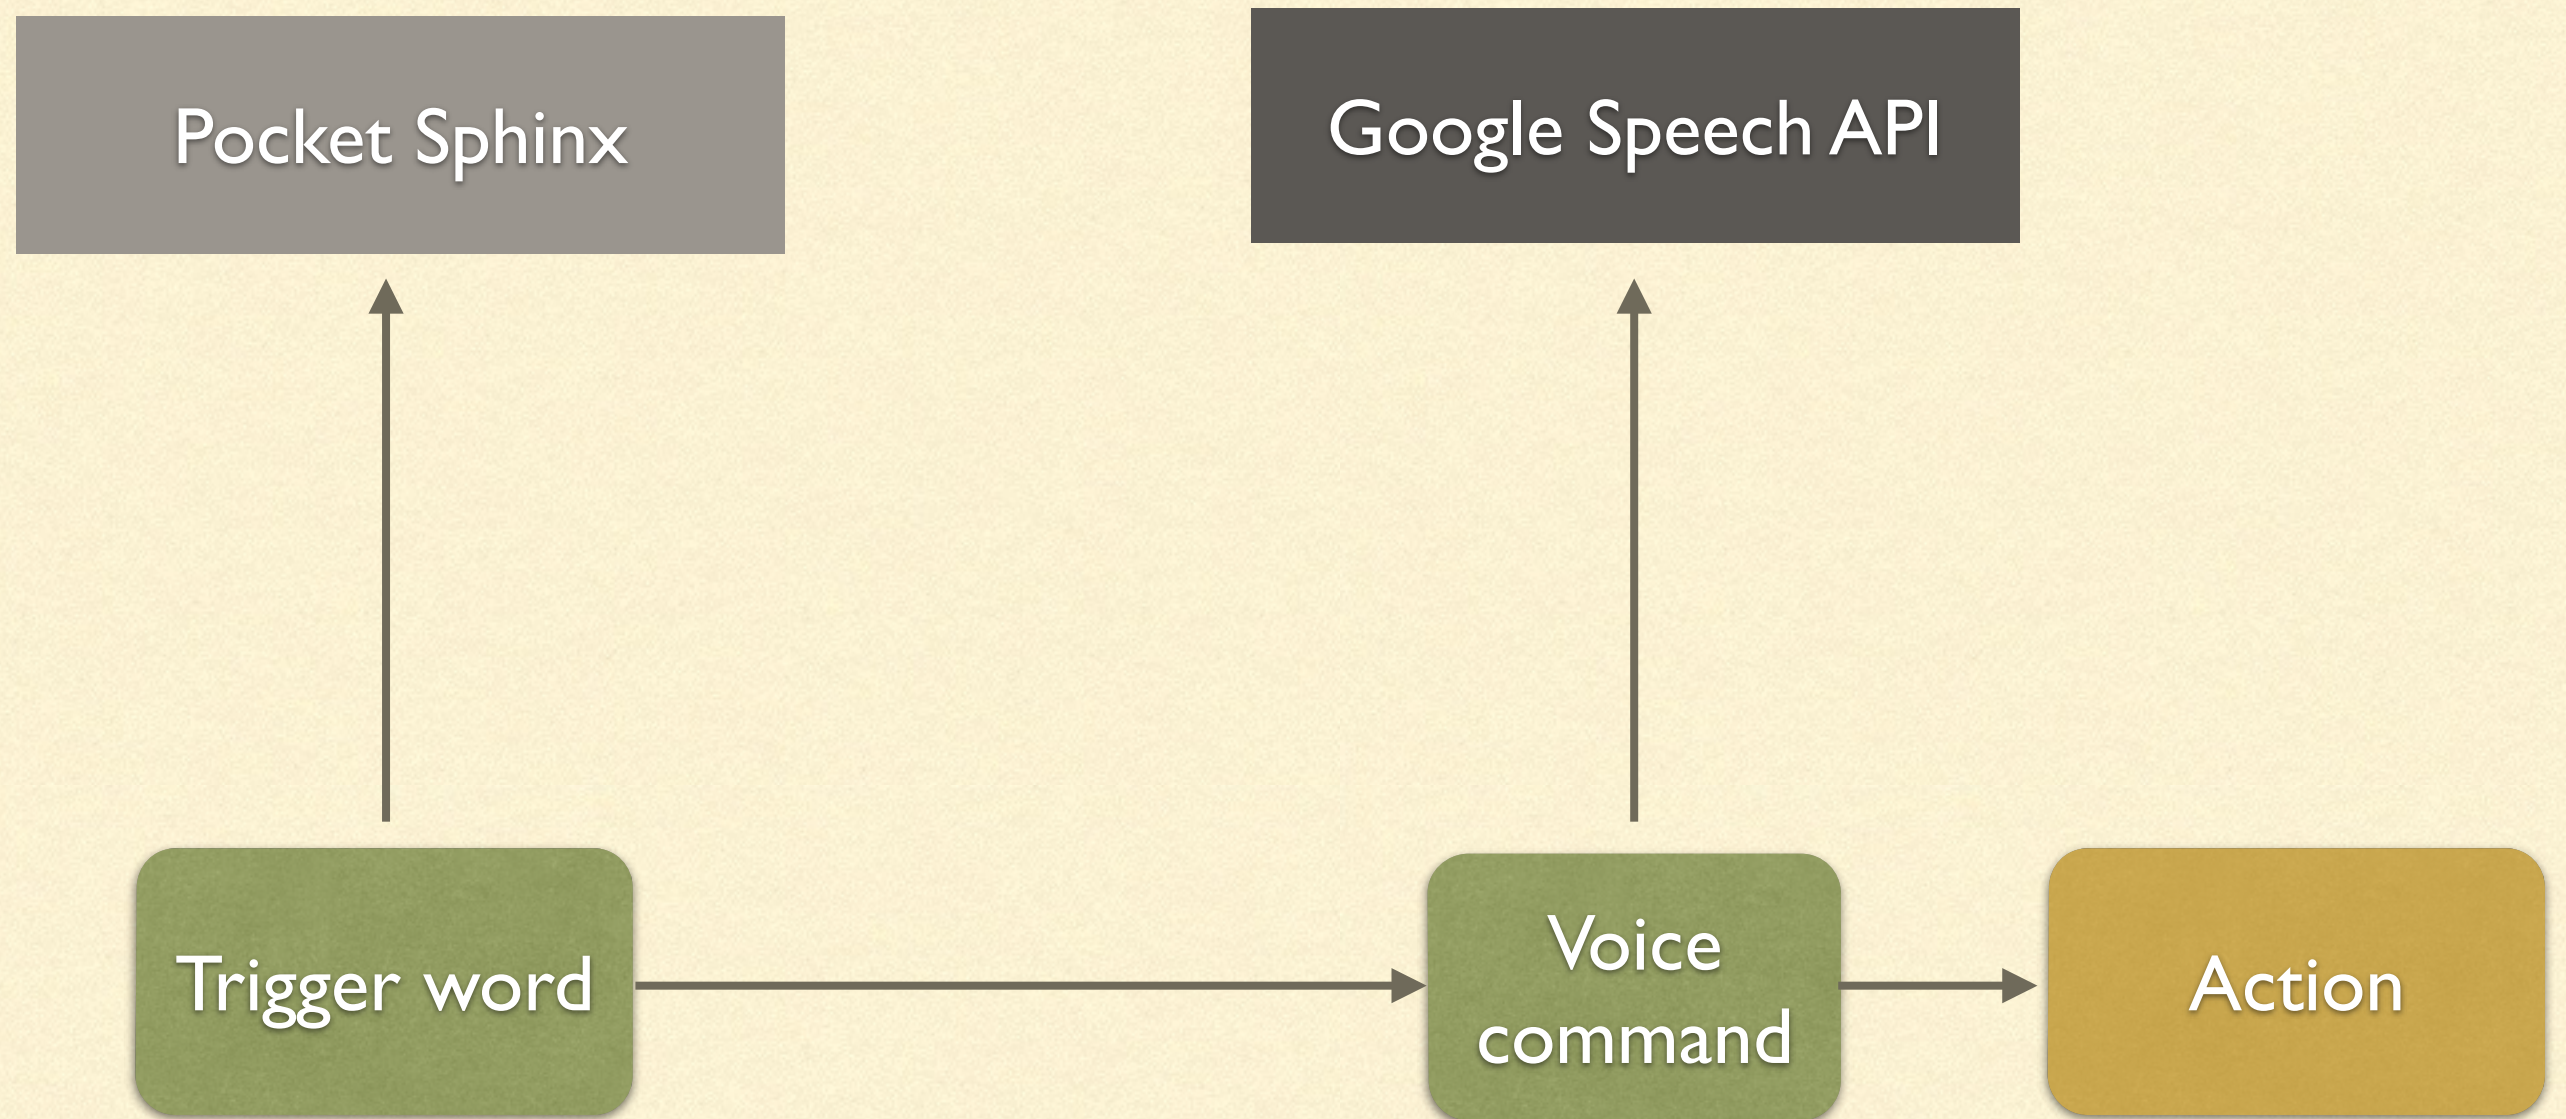 Pocket Sphinx
Google Speech API
Trigger word
Voice
command
Action